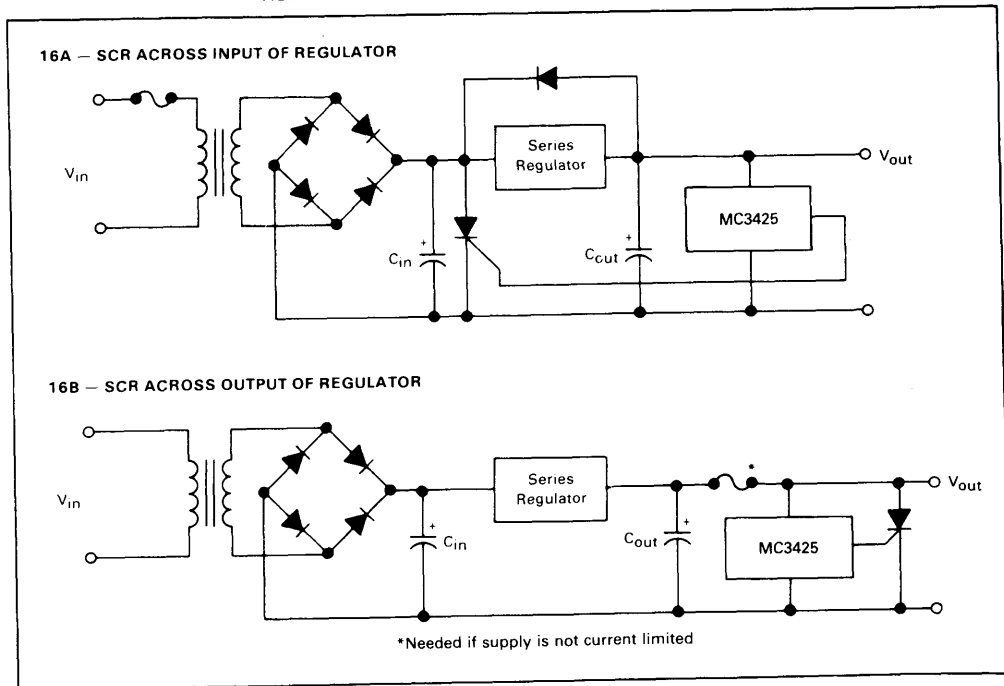 16A — SCR ACROSS INPUT OF REGULATOR
Series
Regulator
Vout
Vin
MC3425
+
Cin
+
Cout
16B — SCR ACROSS OUTPUT OF REGULATOR
Series
Regulator
*
Vout
Vin
+
Cin
+
Cout
MC3425
*Needed if supply is not current limited